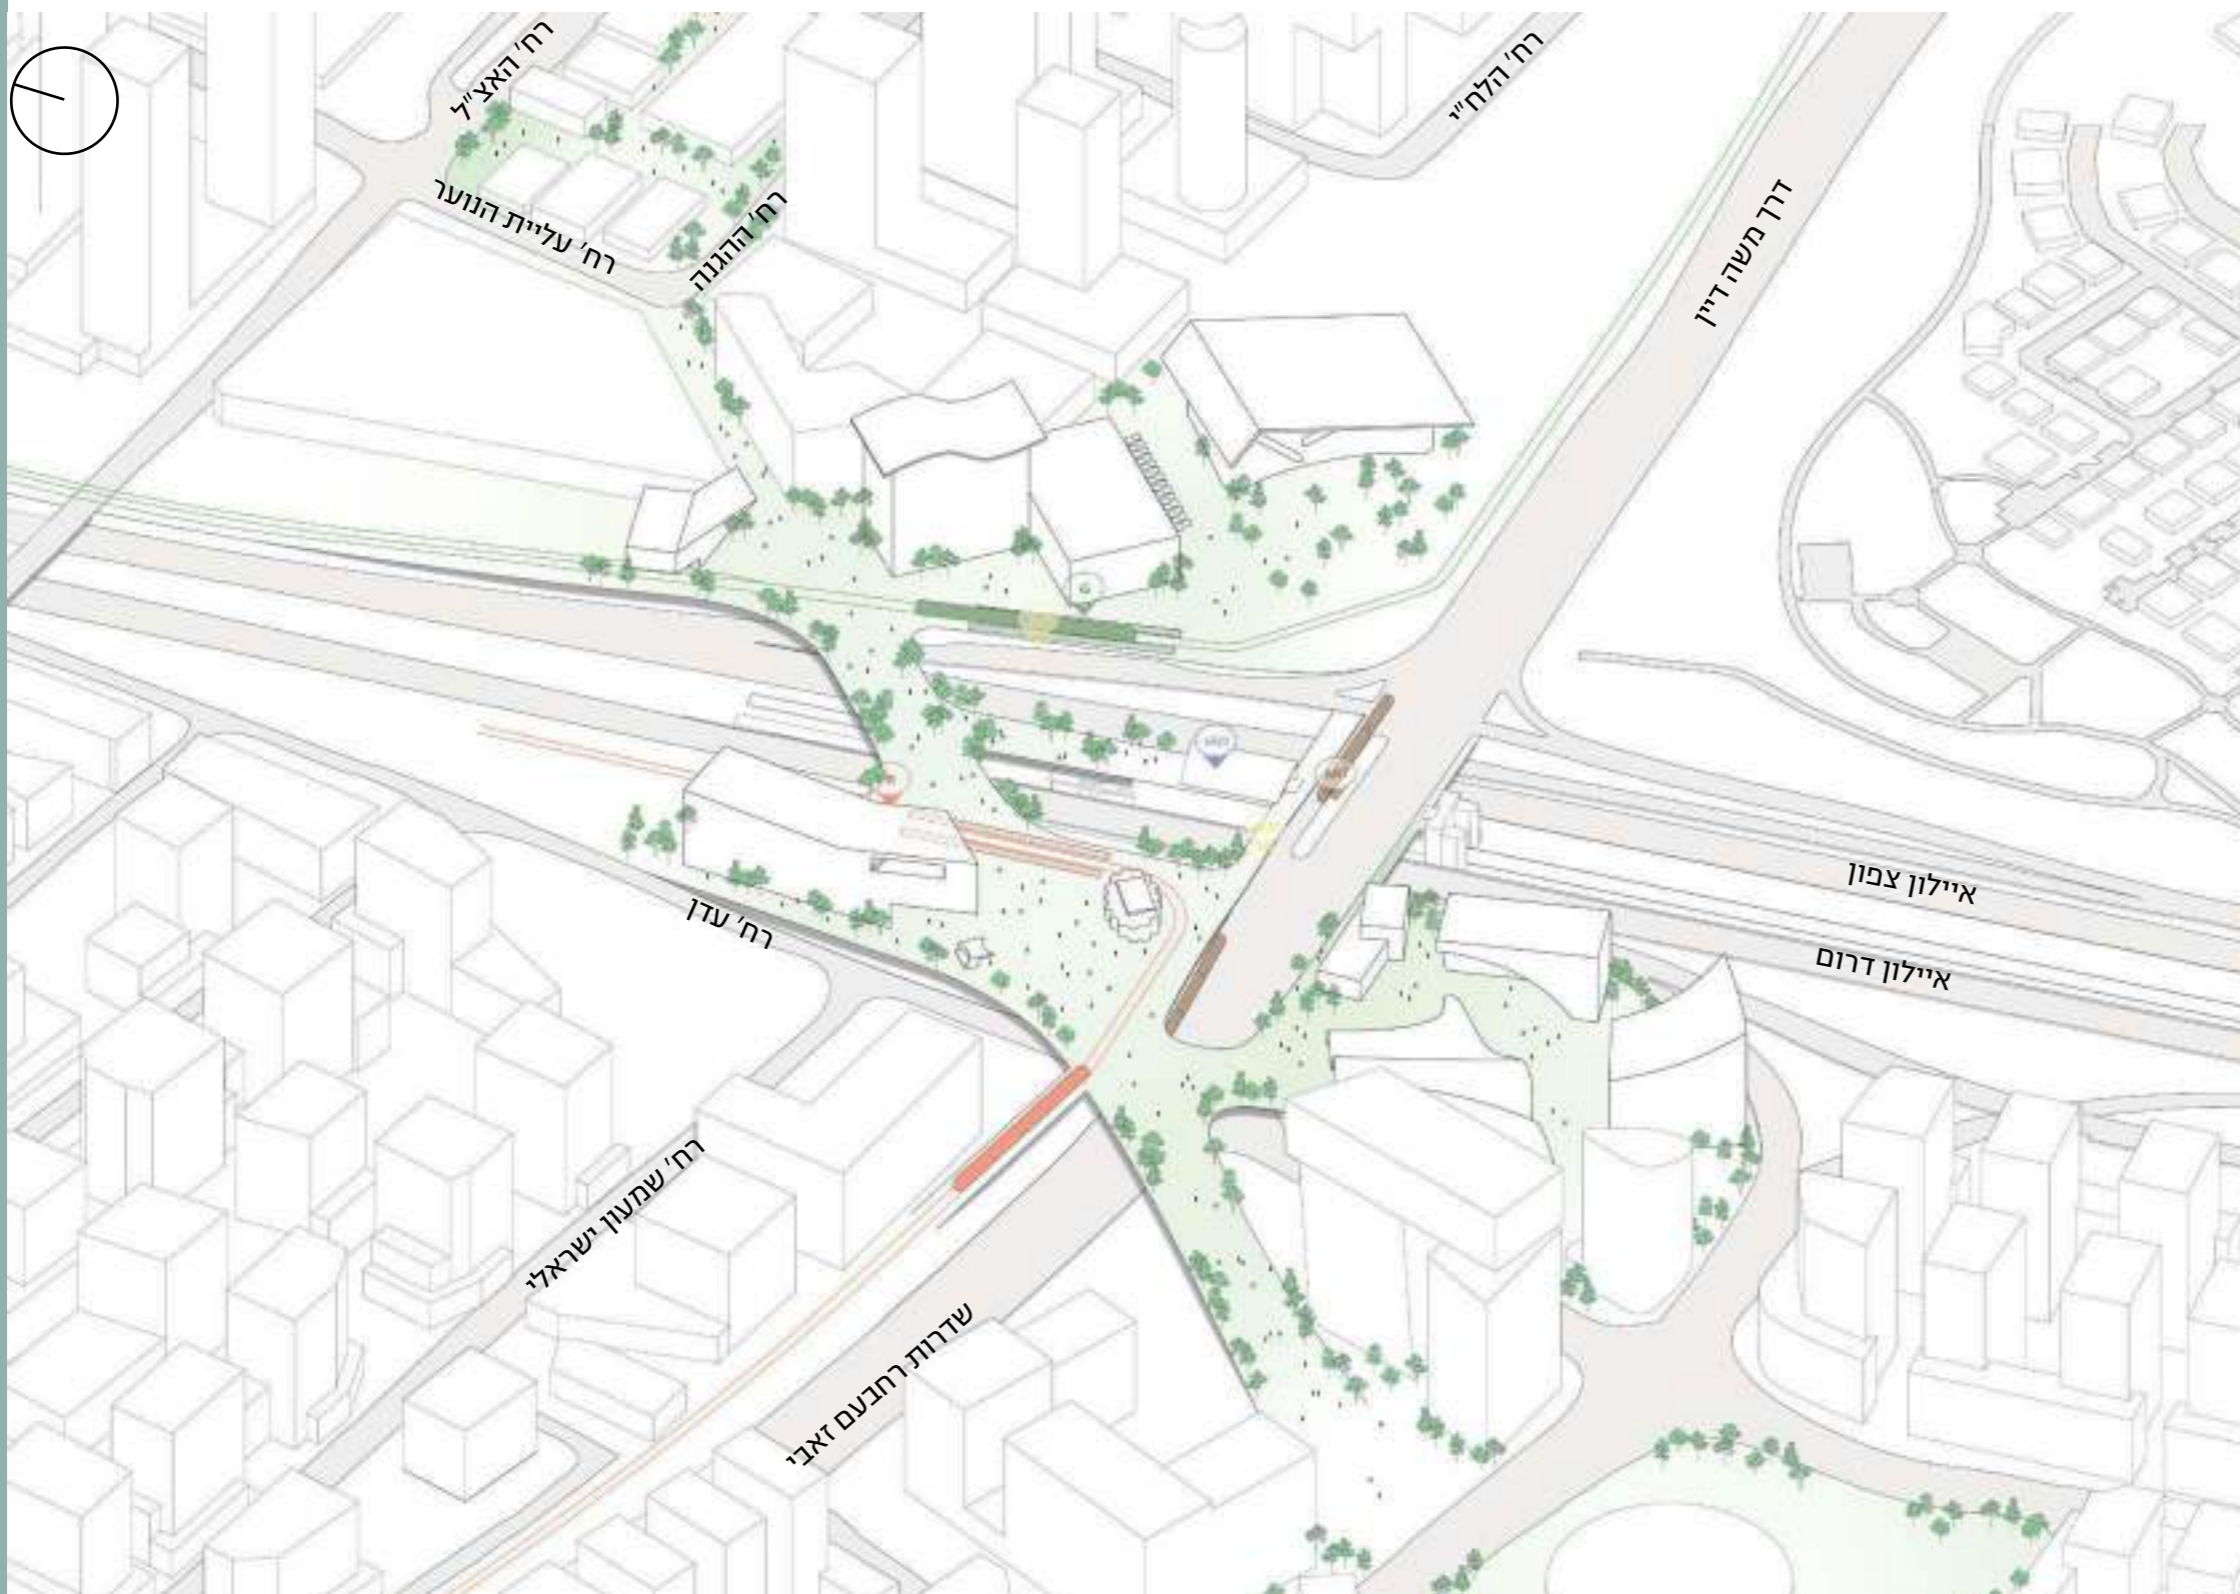 רח' האצ"ל
רח' הלח"י
רח' עליית הנוער
רח' ההגנה
דרך משה דיין
איילון צפון
רח' עדן
איילון דרום
רח' שמעון ישראלי
שדרות רחבעם זאבי